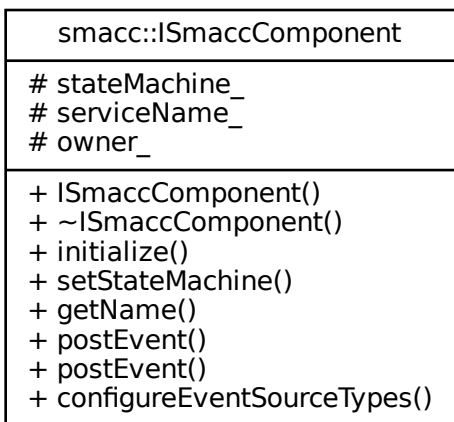 smacc::ISmaccComponent
# stateMachine_
# serviceName_
# owner_
+ ISmaccComponent()
+ ~ISmaccComponent()
+ initialize()
+ setStateMachine()
+ getName()
+ postEvent()
+ postEvent()
+ configureEventSourceTypes()